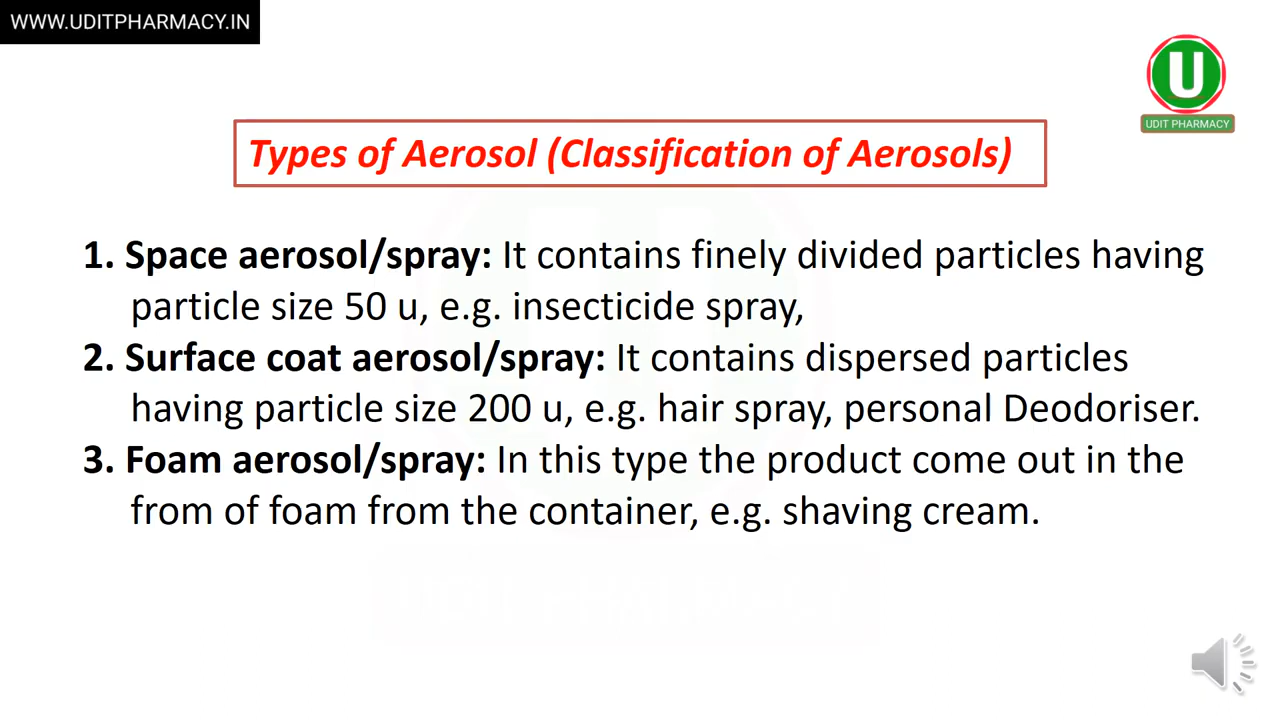 WWW.UDITPHARMACY.IN
U
UDIT PHARMACY
Types of Aerosol (Classification of Aerosols)
1. Space aerosol/spray: It contains finely divided particles having
particle size 50 u, e.g. insecticide spray,
2. Surface coat aerosol/spray: It contains dispersed particles
having particle size 200 u, e.g. hair spray, personal Deodoriser.
3. Foam aerosol/spray: In this type the product come out in the
from of foam from the container, e.g. shaving cream.